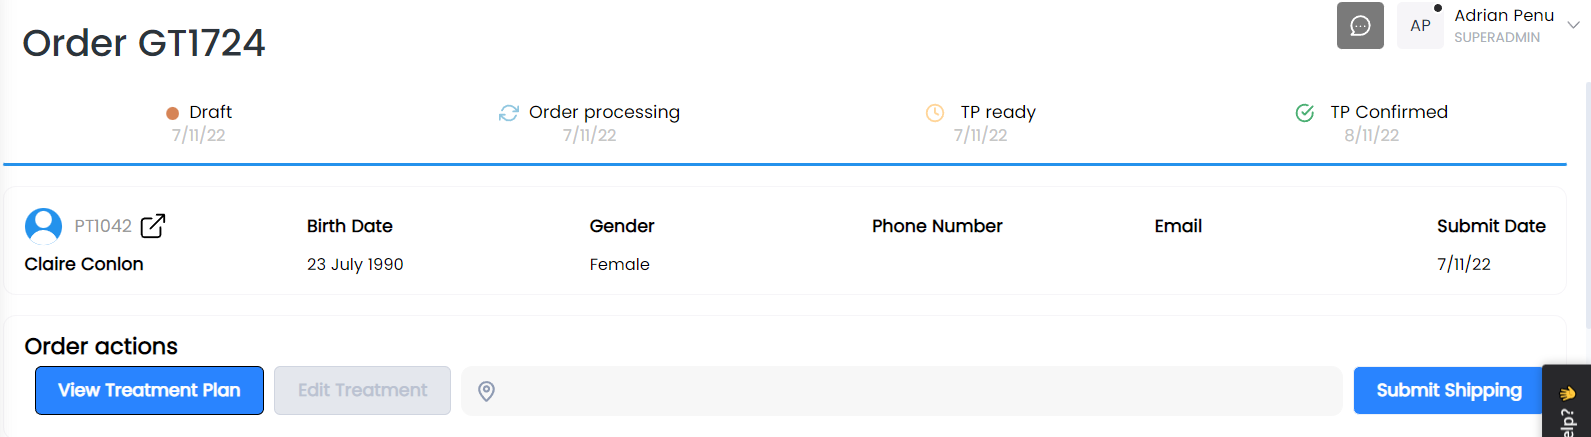 Order GT1724
AP
Adrian Penu
SUPERADMIN
Draft
7/11/22
Order processing
7/11/22
TP ready
7/11/22
TP Confirmed
8/11/22
PT1042
Claire Conlon
Birth Date
23 July 1990
Gender
Female
Phone Number
Email
Submit Date
7/11/22
Order actions
View Treatment Plan
Edit Treatment
Submit Shipping
elp?